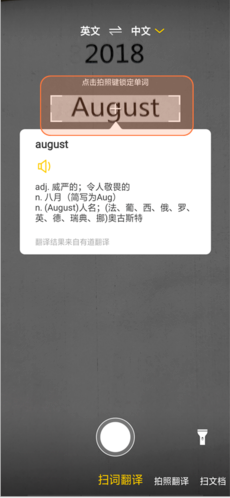 英文 ⇌ 中文
2018
点击拍照键锁定单词
August
august
adj. 威严的；令人敬畏的
n. 八月（简写为Aug）
n. (August)人名；(法、葡、西、俄、罗、
英、德、瑞典、挪)奥古斯特
翻译结果来自有道翻译
扫词翻译 拍照翻译 扫文档